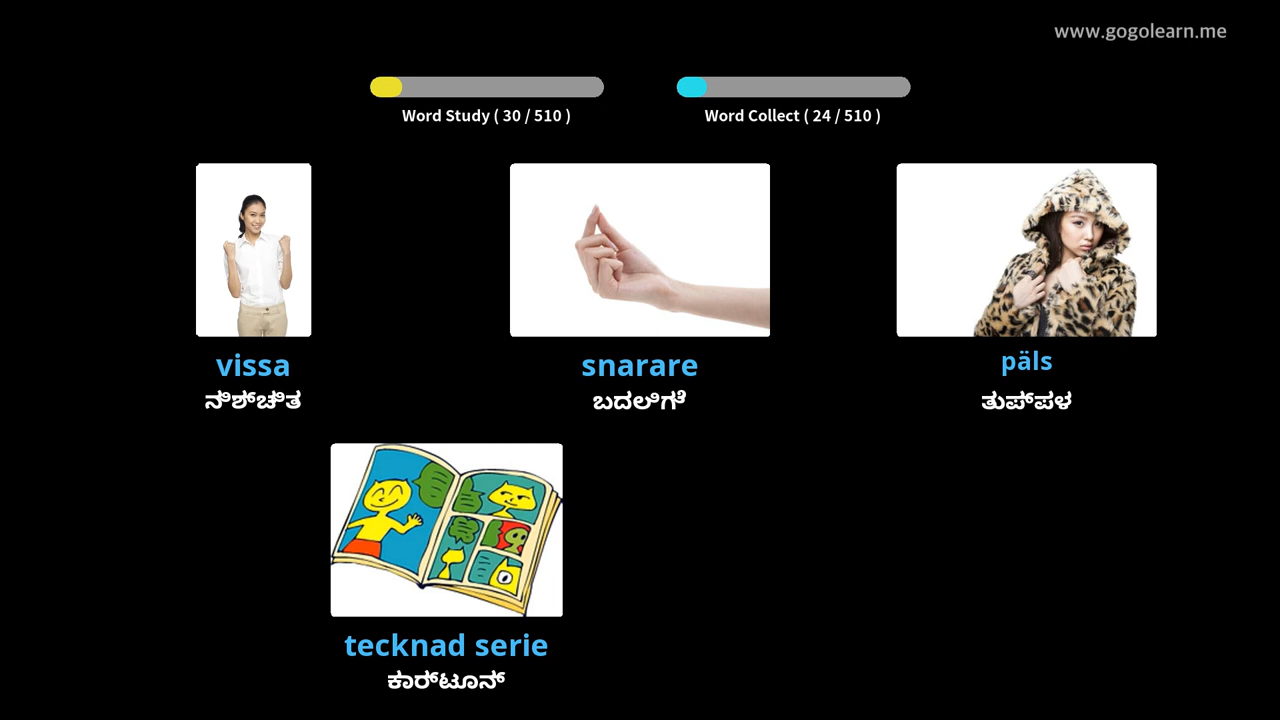 www.gogolearn.me
Word Study ( 30 / 510 )
Word Collect ( 24 / 510 )
vissa
snarare
päls
ನಿಶ್ಚಿತ
ಬದಲಿಗೆ
ತುಪ್ಪಳ
tecknad serie
ಕಾರ್ಟೂನ್